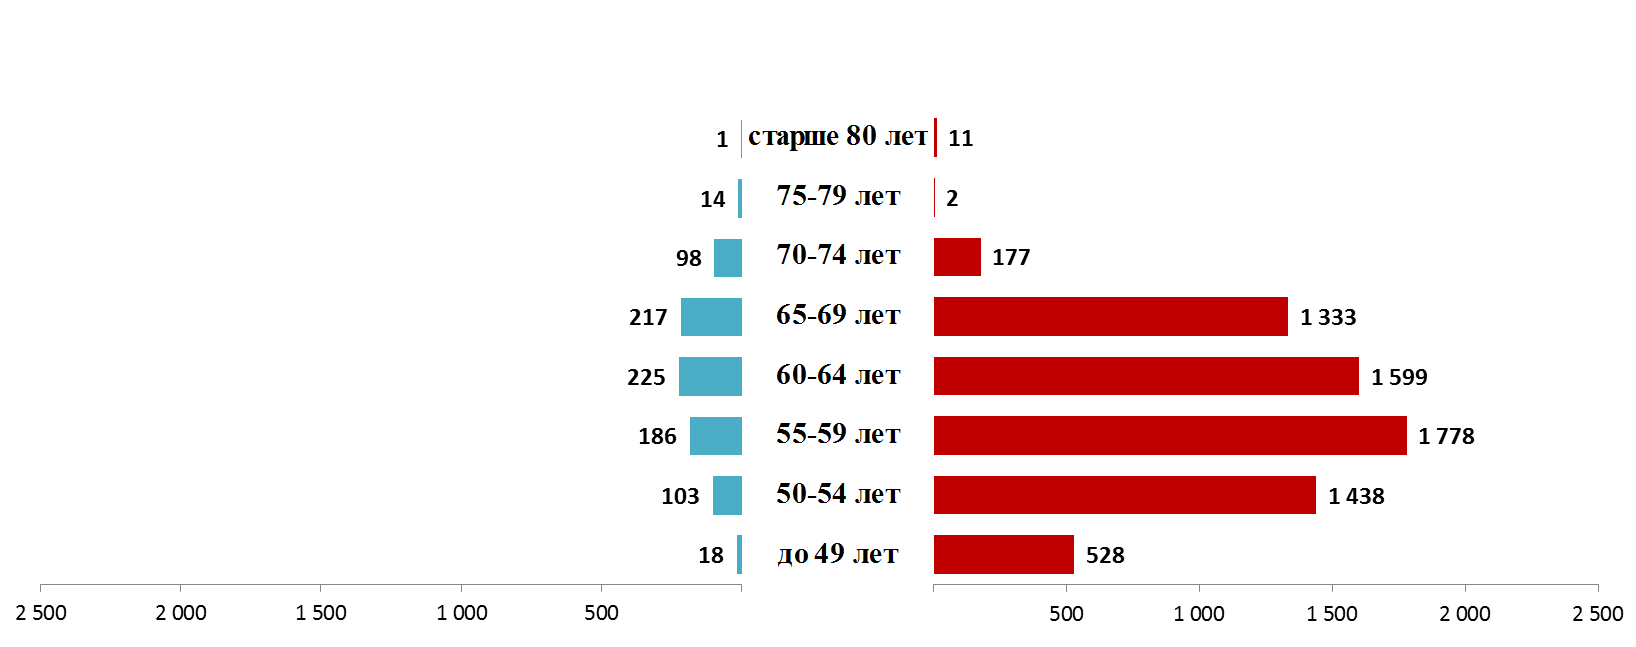 1 старше 80 лет 11
14 75-79 лет 2
98 70-74 лет 177
217 65-69 лет 1 333
225 60-64 лет 1 599
186 55-59 лет 1 778
103 50-54 лет 1 438
18 до 49 лет 528
2 500 2 000 1 500 1 000 500 500 1 000 1 500 2 000 2 500